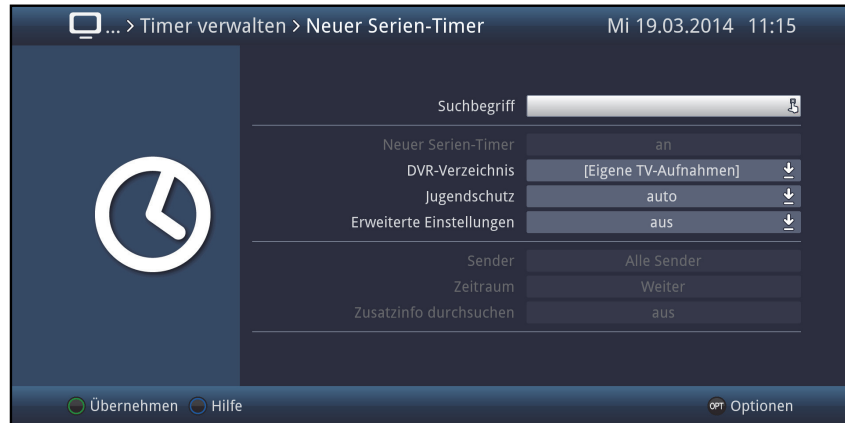 ... > Timer verwalten > Neuer Serien-Timer Mi 19.03.2014 11:15
Suchbegriff
Neuer Serien-Timer an
DVR-Verzeichnis [Eigene TV-Aufnahmen]
Jugendschutz auto
Erweiterte Einstellungen aus
Sender Alle Sender
Zeitraum Weiter
Zusatzinfo durchsuchen aus
Übernehmen Hilfe OPT Optionen